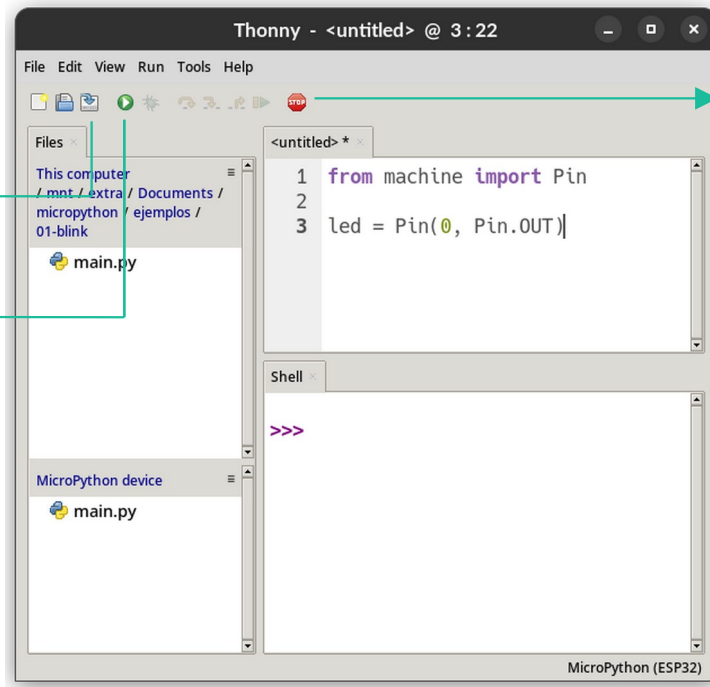 Thonny - <untitled> @ 3:22
File Edit View Run Tools Help
STOP
Files
This computer
/ mnt / extra / Documents /
micropython / ejemplos /
01-blink
main.py
MicroPython device
main.py
<untitled> *
1 from machine import Pin
2
3 led = Pin(0, Pin.OUT)
Shell
>>>
MicroPython (ESP32)